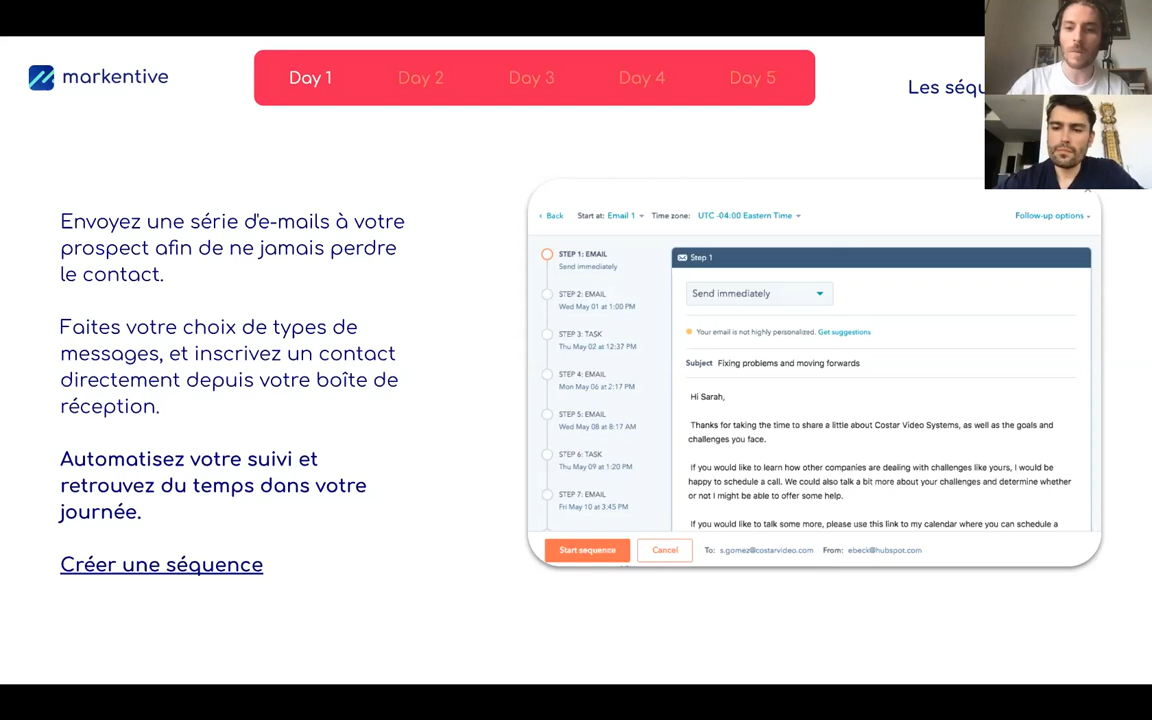 markentive
Day 1 Day 2 Day 3 Day 4 Day 5
Les
Envoyez une série d'e-mails à votre
prospect afin de ne jamais perdre
le contact.
Faites votre choix de types de
messages, et inscrivez un contact
directement depuis votre boîte de
réception.
Automatisez votre suivi et
retrouvez du temps dans votre
journée.
Créer une séquence
Back Start at: Email 1 Time zone: UTC -04:00 Eastern Time Follow-up options
STEP 1: EMAIL
Send immediately
STEP 2: EMAIL
Wed May 01 at 1:00 PM
STEP 3: TASK
Thu May 02 at 12:37 PM
STEP 4: EMAIL
Mon May 06 at 2:17 PM
STEP 5: EMAIL
Wed May 08 at 8:17 AM
STEP 6: TASK
Thu May 09 at 1:20 PM
STEP 7: EMAIL
Fri May 10 at 3:45 PM
Step 1
Send immediately
Your email is not highly personalized. Get suggestions
Subject Fixing problems and moving forwards
Hi Sarah,
Thanks for taking the time to share a little about Costar Video Systems, as well as the goals and
challenges you face.
If you would like to learn how other companies are dealing with challenges like yours, I would be
happy to schedule a call. We could also talk a bit more about your challenges and determine whether
or not I might be able to offer some help.
If you would like to talk some more, please use this link to my calendar where you can schedule a
Start sequence Cancel To: s.gomez@costarvideo.com From: ebeck@hubspot.com